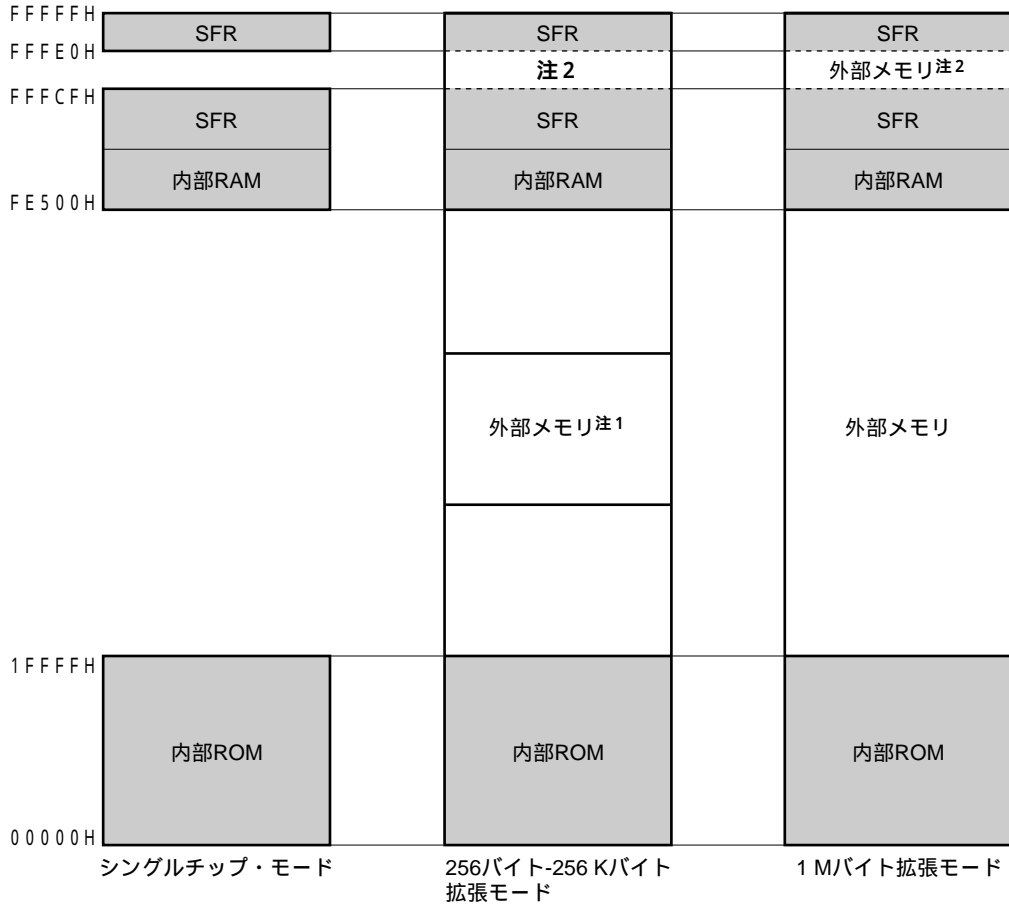 FFFFFH
SFR
SFR
SFR
FFFE0H
注2
外部メモリ注2
FFFCFH
SFR
SFR
SFR
内部RAM
内部RAM
内部RAM
FE500H
外部メモリ注1
外部メモリ
1FFFFH
内部ROM
内部ROM
内部ROM
00000H
シングルチップ・モード
256バイト-256 Kバイト
拡張モード
1 Mバイト拡張モード